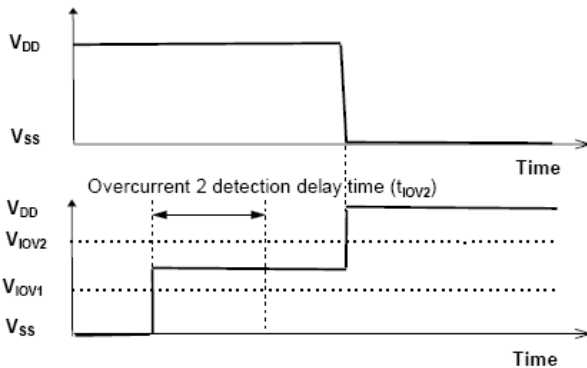 VDD
VSS
Time
Overcurrent 2 detection delay time (tIOV2)
VDD
VIOV2
VIOV1
VSS
Time